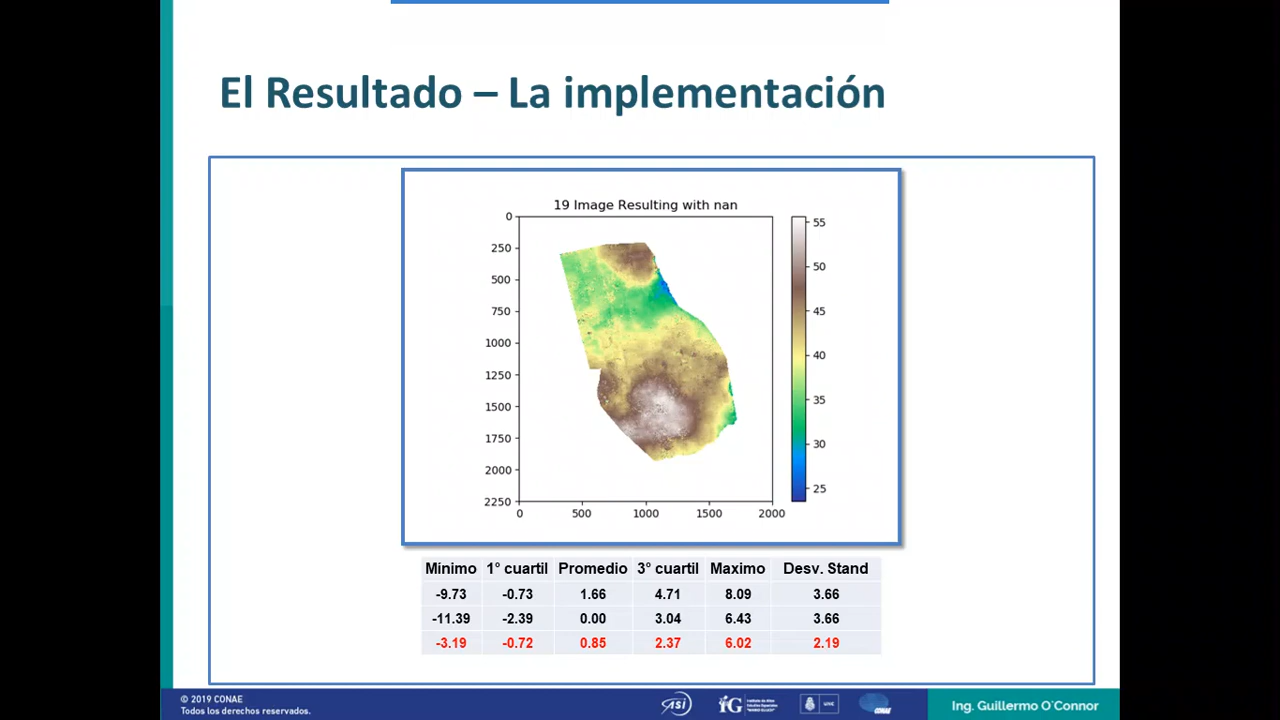 El Resultado – La implementación
19 Image Resulting with nan
0
250
500
750
1000
1250
1500
1750
2000
2250
0 500 1000 1500 2000
55
50
45
40
35
30
25
Mínimo 1° cuartil Promedio 3° cuartil Maximo Desv. Stand
-9.73 -0.73 1.66 4.71 8.09 3.66
-11.39 -2.39 0.00 3.04 6.43 3.66
-3.19 -0.72 0.85 2.37 6.02 2.19
© 2019 CONAE
Todos los derechos reservados.
asi
iG
UNC
CONAE
Ing. Guillermo O`Connor